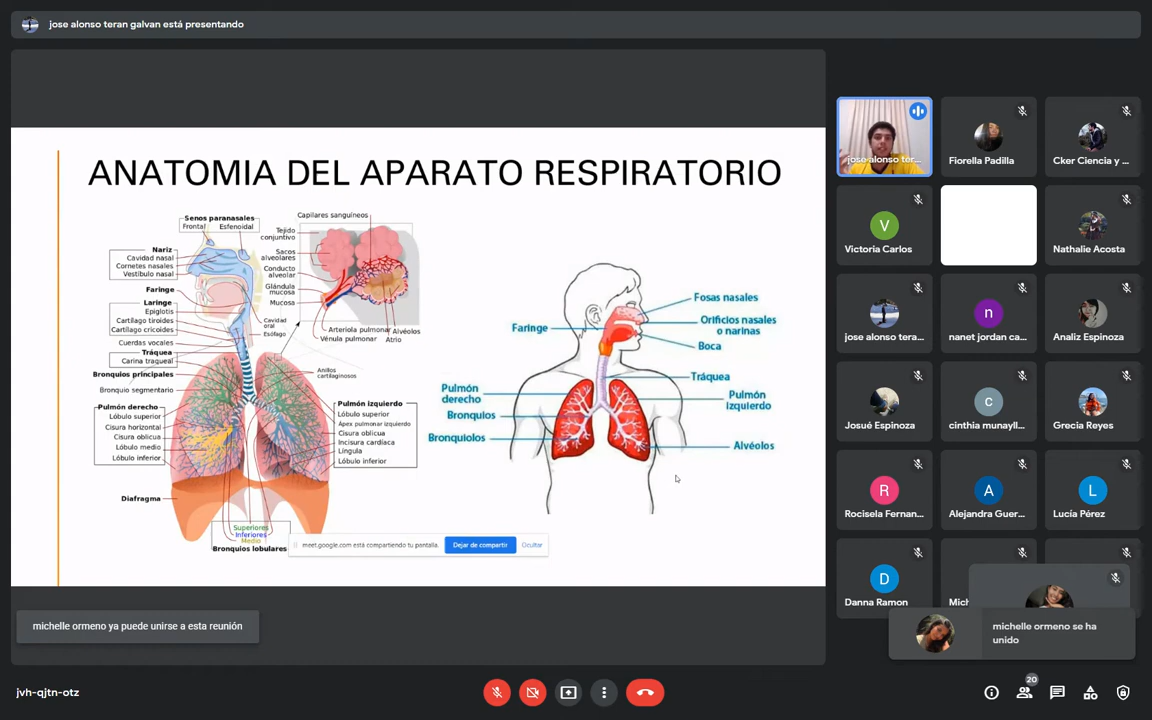 jose alonso teran galvan está presentando
ANATOMIA DEL APARATO RESPIRATORIO
Senos paranasales
Frontal
Esfenoidal
Nariz
Cavidad nasal
Cornetes nasales
Vestíbulo nasal
Faringe
Laringe
Epiglotis
Cartílago tiroides
Cartílago cricoides
Cuerdas vocales
Tráquea
Carina traqueal
Bronquios principales
Bronquio segmentario
Pulmón derecho
Lóbulo superior
Cisura horizontal
Cisura oblicua
Lóbulo medio
Lóbulo inferior
Diafragma
Capilares sanguíneos
Tejido
conjuntivo
Sacos
alveolares
Conducto
alveolar
Glándula
mucosa
Mucosa
Cavidad
oral
Esófago
Arteriola pulmonar
Vénula pulmonar
Alvéolos
Atrio
Anillos
cartilaginosos
Pulmón izquierdo
Lóbulo superior
Apex pulmonar izquierdo
Cisura oblicua
Incisura cardíaca
Língula
Lóbulo inferior
Superiores
Inferiores
Medio
Bronquios lobulares
Faringe
Pulmón
derecho
Bronquios
Bronquiolos
Fosas nasales
Orificios nasales
o narinas
Boca
Tráquea
Pulmón
izquierdo
Alvéolos
meet.google.com está compartiendo tu pantalla.
Dejar de compartir
Ocultar
jose alonso ter...
Fiorella Padilla
Cker Ciencia y ...
Victoria Carlos
Nathalie Acosta
jose alonso tera...
n
nanet jordan ca...
Analiz Espinoza
Josué Espinoza
c
cinthia munayll...
Grecia Reyes
R
Rocisela Fernan...
A
Alejandra Guer...
L
Lucía Pérez
D
Danna Ramon
Mich
michelle ormeno ya puede unirse a esta reunión
michelle ormeno se ha
unido
jvh-qjtn-otz
20